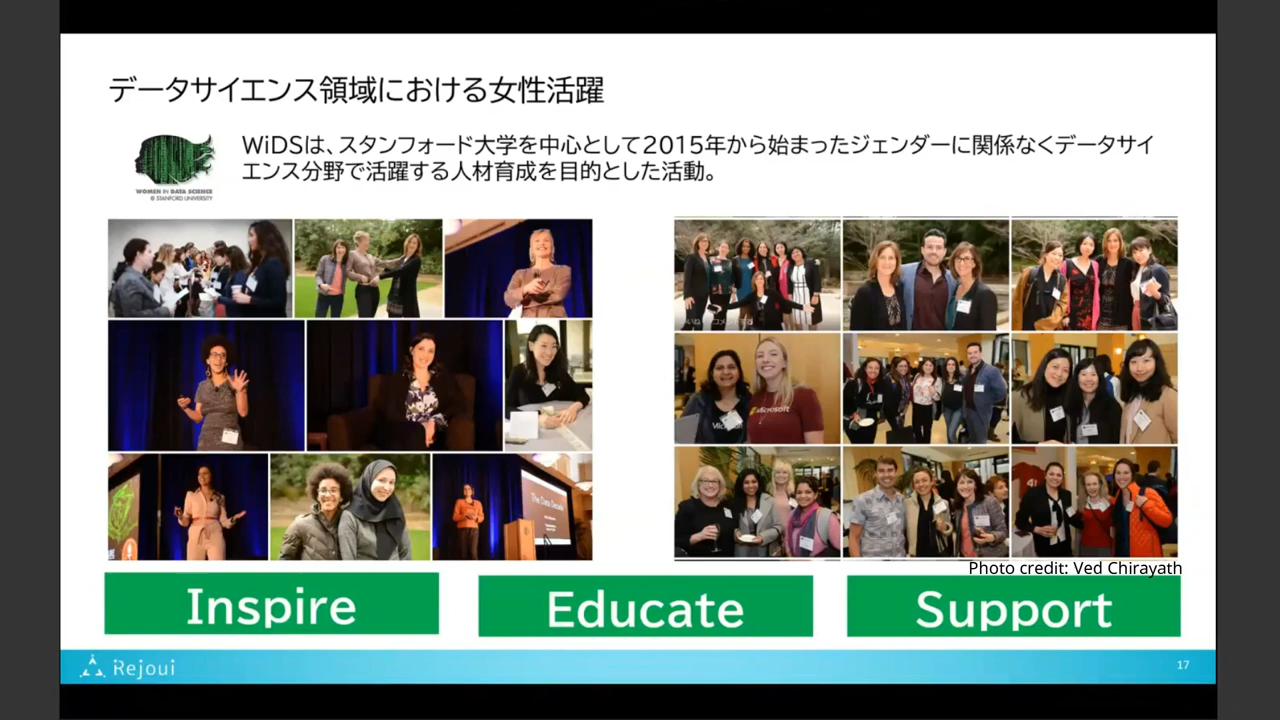 データサイエンス領域における女性活躍
WiDSは、スタンフォード大学を中心として2015年から始まったジェンダーに関係なくデータサイ
エンス分野で活躍する人材育成を目的とした活動。
WOMEN IN DATA SCIENCE
@ STANFORD UNIVERSITY
Microsoft
41
The Data Decade
Photo credit: Ved Chirayath
Inspire
Educate
Support
Rejoui
17